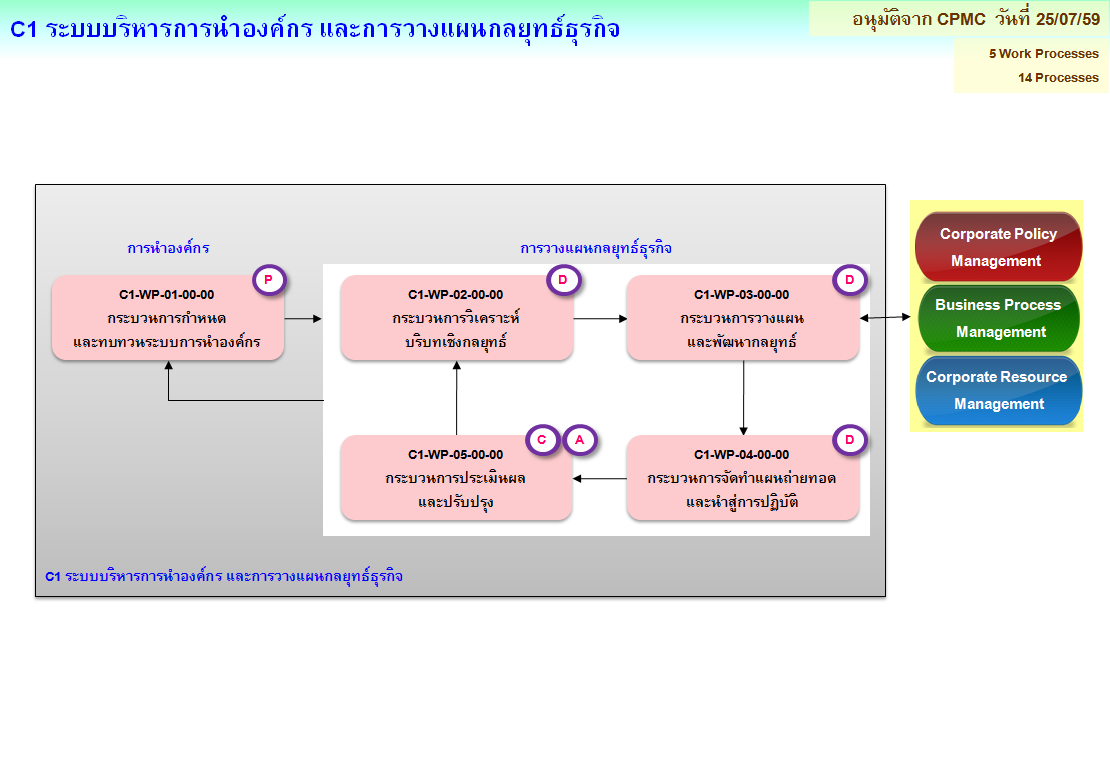 C1 ระบบบริหารการนำองค์กร และการวางแผนกลยุทธ์ธุรกิจ
อนุมัติจาก CPMC วันที่ 25/07/59
5 Work Processes
14 Processes
การนำองค์กร
การวางแผนกลยุทธ์ธุรกิจ
P
C1-WP-01-00-00
กระบวนการกำหนด
และทบทวนระบบการนำองค์กร
D
C1-WP-02-00-00
กระบวนการวิเคราะห์
บริบทเชิงกลยุทธ์
D
C1-WP-03-00-00
กระบวนการวางแผน
และพัฒนากลยุทธ์
Corporate Policy
Management
Business Process
Management
Corporate Resource
Management
C
A
C1-WP-05-00-00
กระบวนการประเมินผล
และปรับปรุง
D
C1-WP-04-00-00
กระบวนการจัดทำแผนถ่ายทอด
และนำสู่การปฏิบัติ
C1 ระบบบริหารการนำองค์กร และการวางแผนกลยุทธ์ธุรกิจ